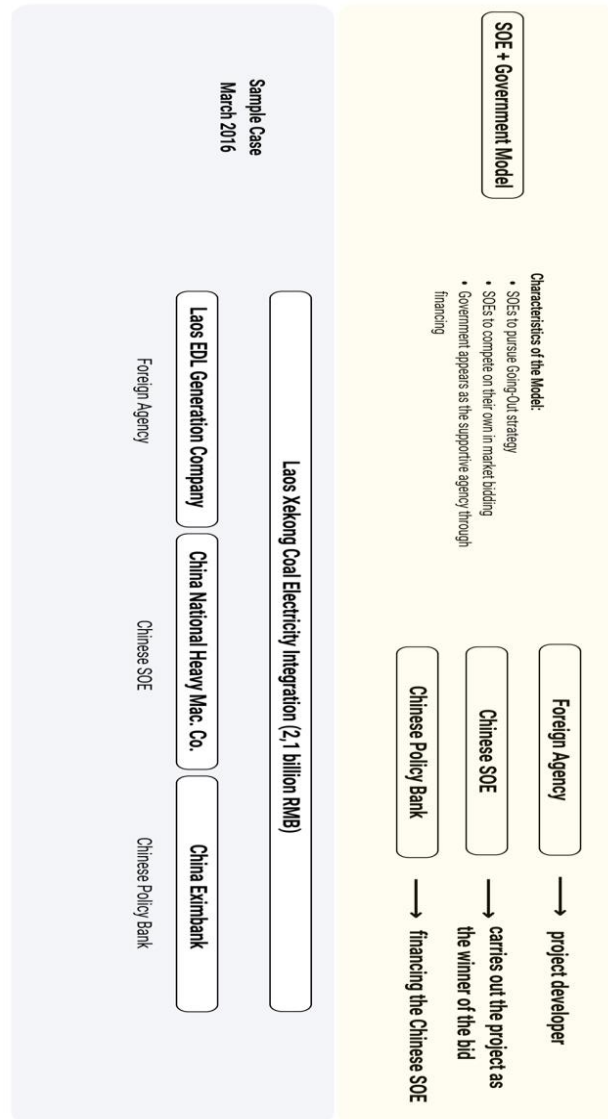 SOE + Government Model
Characteristics of the Model:
• SOEs to pursue Going-Out strategy
• SOEs to compete on their own in market bidding
• Government appears as the supportive agency through
financing
Foreign Agency
project developer
Chinese SOE
carries out the project as
the winner of the bid
Chinese Policy Bank
financing the Chinese SOE
Sample Case
March 2016
Laos Xekong Coal Electricity Integration (2,1 billion RMB)
Laos EDL Generation Company
China National Heavy Mac. Co.
China Eximbank
Foreign Agency
Chinese SOE
Chinese Policy Bank